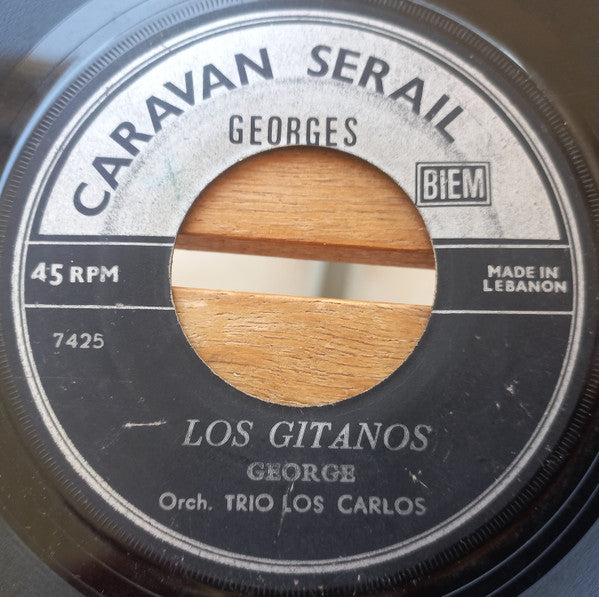 CARAVAN SERAIL
GEORGES
BIEM
45 RPM
MADE IN
LEBANON
7425
LOS GITANOS
GEORGE
Orch. TRIO LOS CARLOS